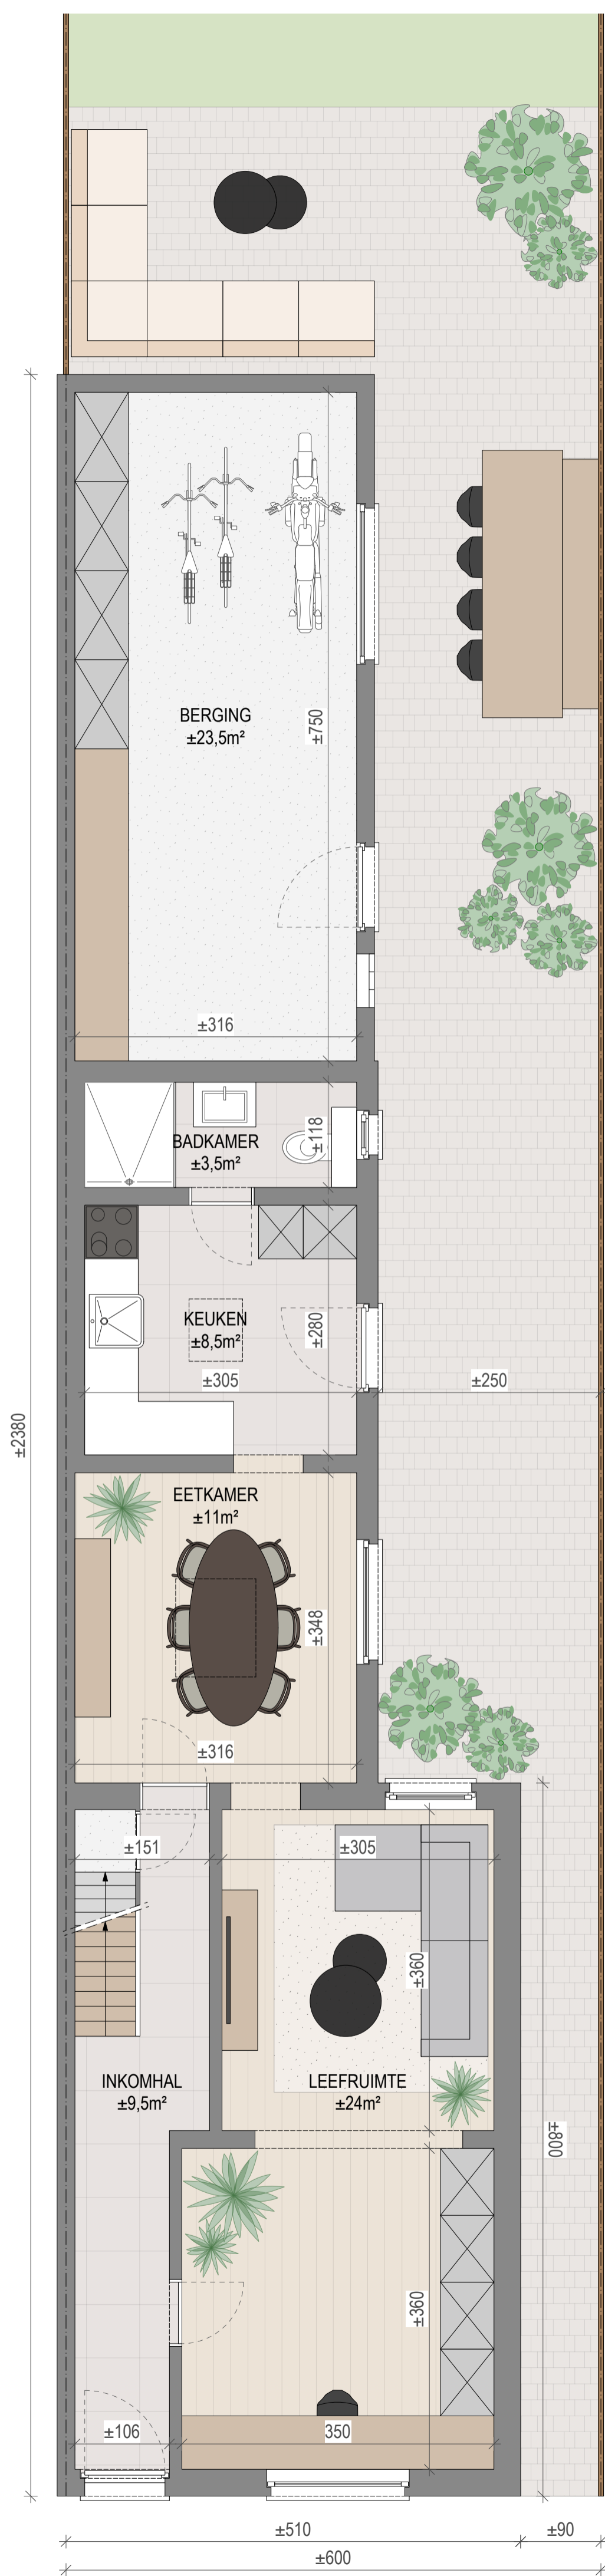 BERGING
±23,5m²
±750
±316
BADKAMER
±3,5m²
±118
KEUKEN
±8,5m²
±280
±305
±250
±2380
EETKAMER
±11m²
±348
±316
±151
±305
±360
INKOMHAL
±9,5m²
LEEFRUIMTE
±24m²
±800
±360
±106
350
±510
±90
±600